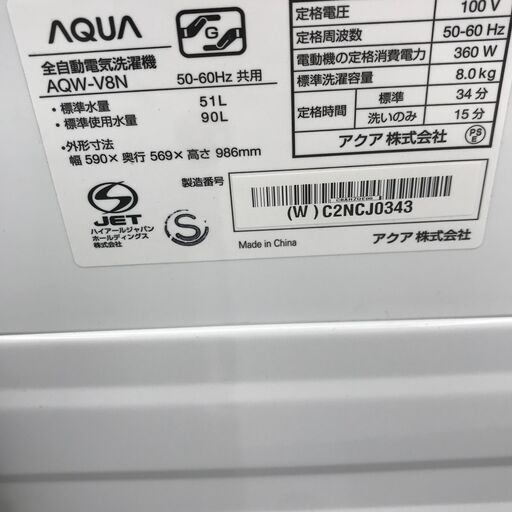 AQUA
G
全自動電気洗濯機
AQW-V8N 50-60Hz 共用
・標準水量 51L
・標準使用水量 90L
・外形寸法
幅 590×奥行 569×高さ 986mm
定格電圧 100 V
定格周波数 50-60 Hz
電動機の定格消費電力 360 W
標準洗濯・脱水容量 8.0 kg
定格時間 標準 34 分
洗いのみ 15 分
アクア 株式会社
PS
E
S
JET
ハイアールジャパン
ホールディングス
株式会社
S
製造番号
(W) C2NCJ0343
Made in China
アクア 株式会社